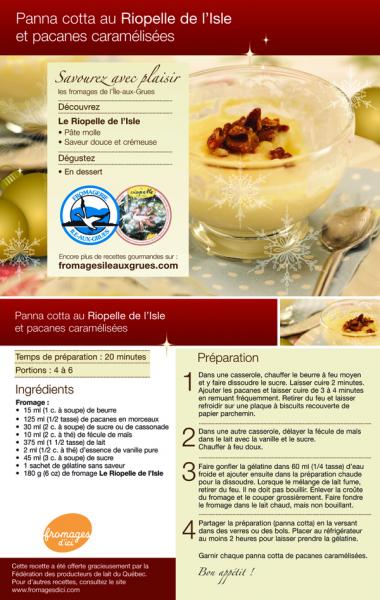 Panna cotta au Riopelle de l'Isle
et pacanes caramélisées
Savourez avec plaisir
les fromages de l'Île-aux-Grues
Découvrez
Le Riopelle de l'Isle
• Pâte molle
• Saveur douce et crémeuse
Dégustez
• En dessert
FROMAGERIE
ÎLE-AUX-GRUES
riopelle
Encore plus de recettes gourmandes sur :
fromagesileauxgrues.com
Panna cotta au Riopelle de l'Isle
et pacanes caramélisées
Temps de préparation : 20 minutes
Portions : 4 à 6
Ingrédients
Fromage :
• 15 ml (1 c. à soupe) de beurre
• 125 ml (1/2 tasse) de pacanes en morceaux
• 30 ml (2 c. à soupe) de sucre ou de cassonade
• 10 ml (2 c. à thé) de fécule de maïs
• 375 ml (1 1/2 tasse) de lait
• 2 ml (1/2 c. à thé) d'essence de vanille pure
• 45 ml (3 c. à soupe) de sucre
• 1 sachet de gélatine sans saveur
• 180 g (6 oz) de fromage Le Riopelle de l'Isle
fromages
d'ici
Cette recette a été offerte gracieusement par la
Fédération des producteurs de lait du Québec.
Pour d'autres recettes, consultez le site
www.fromagesdici.com
Préparation
1 Dans une casserole, chauffer le beurre à feu moyen
et y faire dissoudre le sucre. Laisser cuire 2 minutes.
Ajouter les pacanes et laisser cuire de 3 à 4 minutes
en remuant fréquemment. Retirer du feu et laisser
refroidir sur une plaque à biscuits recouverte de
papier parchemin.
2 Dans une autre casserole, délayer la fécule de maïs
dans le lait avec la vanille et le sucre.
Chauffer à feu doux.
3 Faire gonfler la gélatine dans 60 ml (1/4 tasse) d'eau
froide et ajouter ensuite dans la préparation chaude
pour la dissoudre. Lorsque le mélange de lait fume,
retirer du feu. Il ne doit pas bouillir. Enlever la croûte
du fromage et le couper grossièrement. Faire fondre
le fromage dans le lait chaud, mais non bouillant.
4 Partager la préparation (panna cotta) en la versant
dans des verres ou des bols. Placer au réfrigérateur
au moins 2 heures pour laisser prendre la gélatine.
Garnir chaque panna cotta de pacanes caramélisées.
Bon appétit !